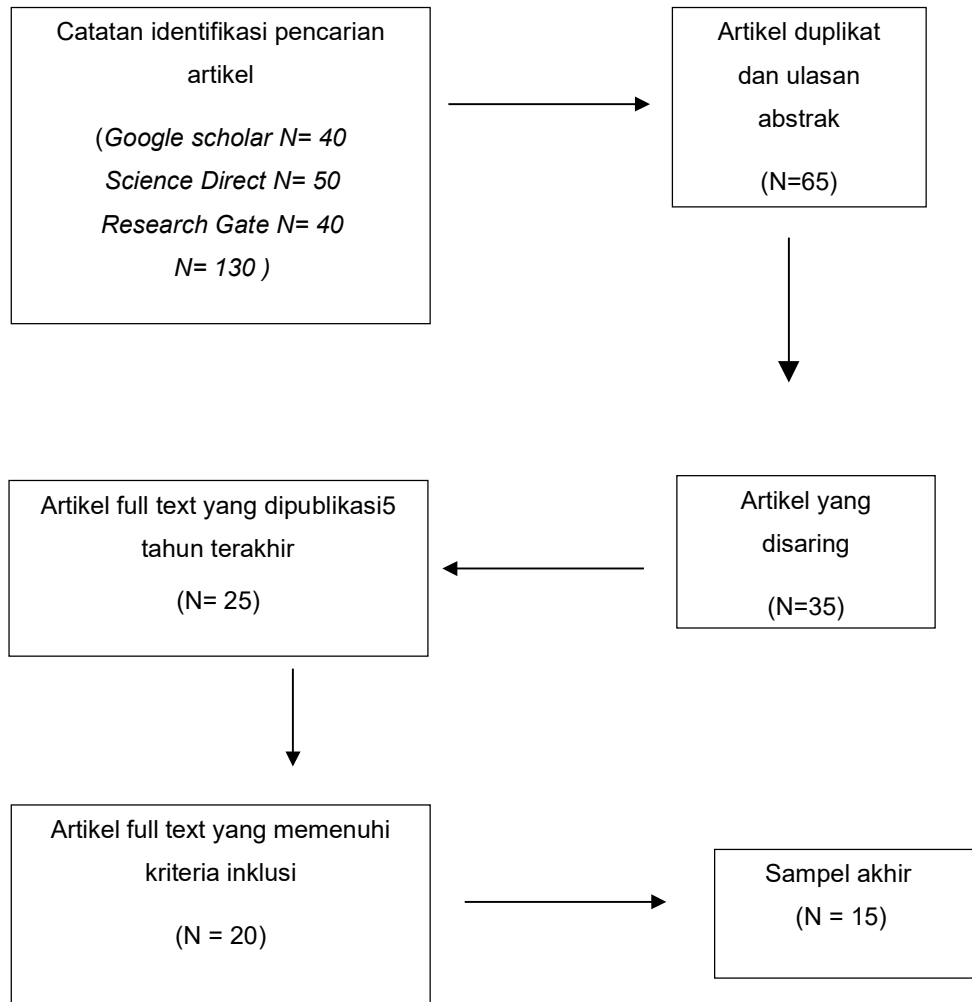 Catatan identifikasi pencarian
artikel
(Google scholar N= 40
Science Direct N= 50
Research Gate N= 40
N= 130 )
Artikel duplikat
dan ulasan
abstrak
(N=65)
Artikel yang
disaring
(N=35)
Artikel full text yang dipublikasi5
tahun terakhir
(N= 25)
Artikel full text yang memenuhi
kriteria inklusi
(N = 20)
Sampel akhir
(N = 15)